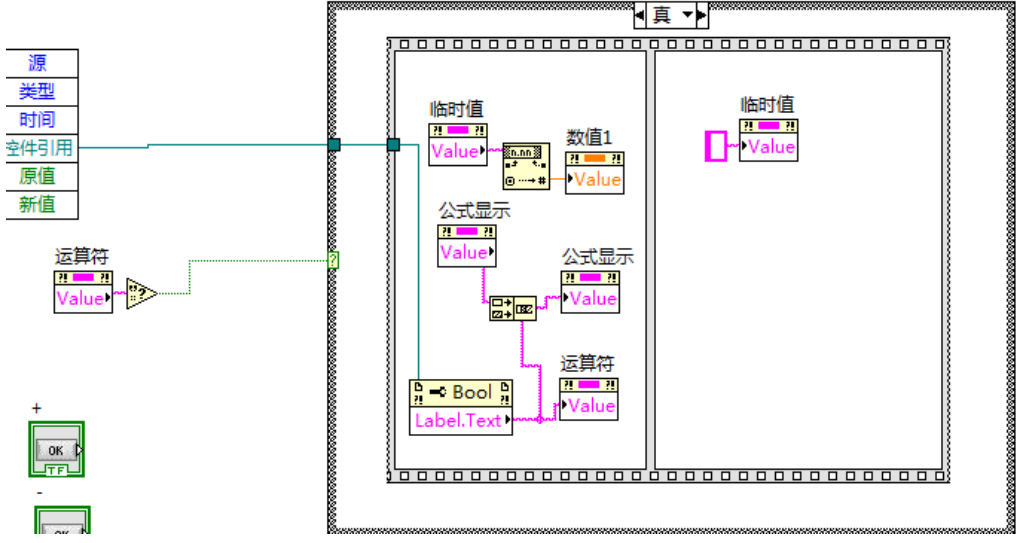 真
源
类型
时间
控件引用
原值
新值
临时值
Value
n.nn
数值1
Value
临时值
Value
公式显示
Value
公式显示
Value
运算符
Value
?
?
Bool
Label.Text
运算符
Value
+
OK
TF
-
OK